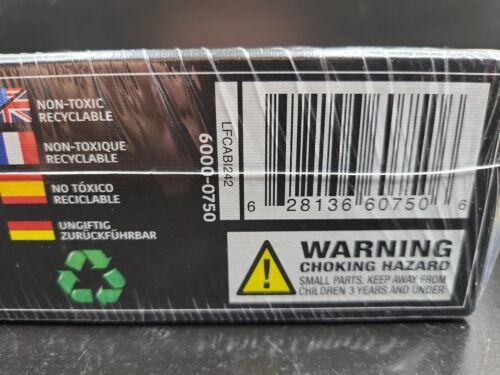 NON-TOXIC
RECYCLABLE
NON-TOXIQUE
RECYCLABLE
NO TÓXICO
RECICLABLE
UNGIFTIG
ZURÜCKFÜHRBAR
6000-0750
LFCABI242
6 28136 60750 6
WARNING
CHOKING HAZARD
SMALL PARTS. KEEP AWAY FROM
CHILDREN 3 YEARS AND UNDER